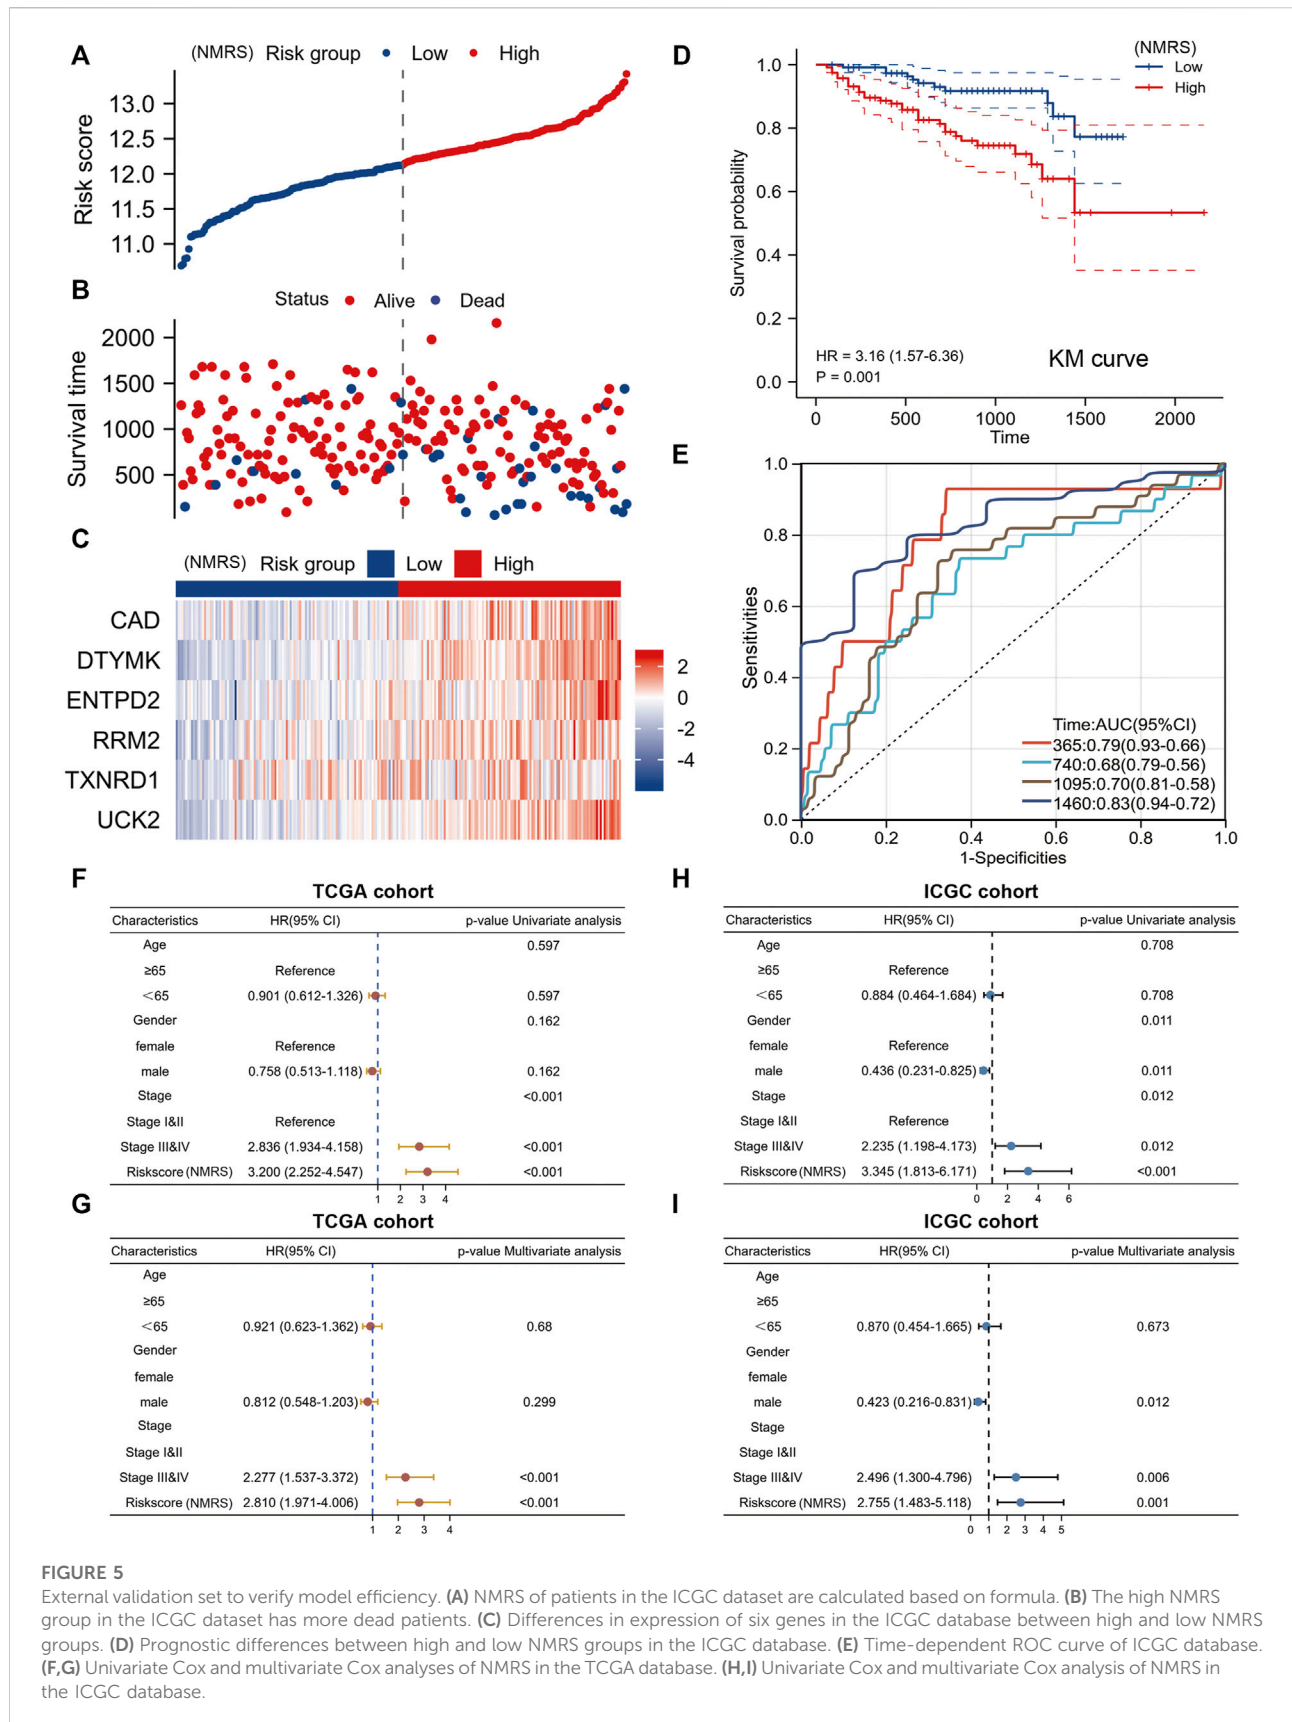 A
(NMRS) Risk group Low High
Risk score
13.0
12.5
12.0
11.5
11.0
B
Status Alive Dead
Survival time
2000
1500
1000
500
C
(NMRS) Risk group Low High
CAD
DTYMK
ENTPD2
RRM2
TXNRD1
UCK2
2
0
-2
-4
D
(NMRS)
Low
High
Survival probability
1.0
0.8
0.6
0.4
0.2
0.0
HR = 3.16 (1.57-6.36)
P = 0.001
KM curve
0 500 1000 1500 2000
Time
E
Sensitivities
1.0
0.8
0.6
0.4
0.2
0.0
Time:AUC(95%CI)
365:0.79(0.93-0.66)
740:0.68(0.79-0.56)
1095:0.70(0.81-0.58)
1460:0.83(0.94-0.72)
0.0 0.2 0.4 0.6 0.8 1.0
1-Specificities
F
TCGA cohort
Characteristics HR(95% CI) p-value Univariate analysis
Age 0.597
≥65 Reference
<65 0.901 (0.612-1.326) 0.597
Gender 0.162
female Reference
male 0.758 (0.513-1.118) 0.162
Stage <0.001
Stage I&II Reference
Stage III&IV 2.836 (1.934-4.158) <0.001
Riskscore (NMRS) 3.200 (2.252-4.547) <0.001
1 2 3 4
H
ICGC cohort
Characteristics HR(95% CI) p-value Univariate analysis
Age 0.708
≥65 Reference
<65 0.884 (0.464-1.684) 0.708
Gender 0.011
female Reference
male 0.436 (0.231-0.825) 0.011
Stage 0.012
Stage I&II Reference
Stage III&IV 2.235 (1.198-4.173) 0.012
Riskscore (NMRS) 3.345 (1.813-6.171) <0.001
0 2 4 6
G
TCGA cohort
Characteristics HR(95% CI) p-value Multivariate analysis
Age
≥65
<65 0.921 (0.623-1.362) 0.68
Gender
female
male 0.812 (0.548-1.203) 0.299
Stage
Stage I&II
Stage III&IV 2.277 (1.537-3.372) <0.001
Riskscore (NMRS) 2.810 (1.971-4.006) <0.001
1 2 3 4
I
ICGC cohort
Characteristics HR(95% CI) p-value Multivariate analysis
Age
≥65
<65 0.870 (0.454-1.665) 0.673
Gender
female
male 0.423 (0.216-0.831) 0.012
Stage
Stage I&II
Stage III&IV 2.496 (1.300-4.796) 0.006
Riskscore (NMRS) 2.755 (1.483-5.118) 0.001
0 1 2 3 4 5
FIGURE 5
External validation set to verify model efficiency. (A) NMRS of patients in the ICGC dataset are calculated based on formula. (B) The high NMRS
group in the ICGC dataset has more dead patients. (C) Differences in expression of six genes in the ICGC database between high and low NMRS
groups. (D) Prognostic differences between high and low NMRS groups in the ICGC database. (E) Time-dependent ROC curve of ICGC database.
(F,G) Univariate Cox and multivariate Cox analyses of NMRS in the TCGA database. (H,I) Univariate Cox and multivariate Cox analysis of NMRS in
the ICGC database.